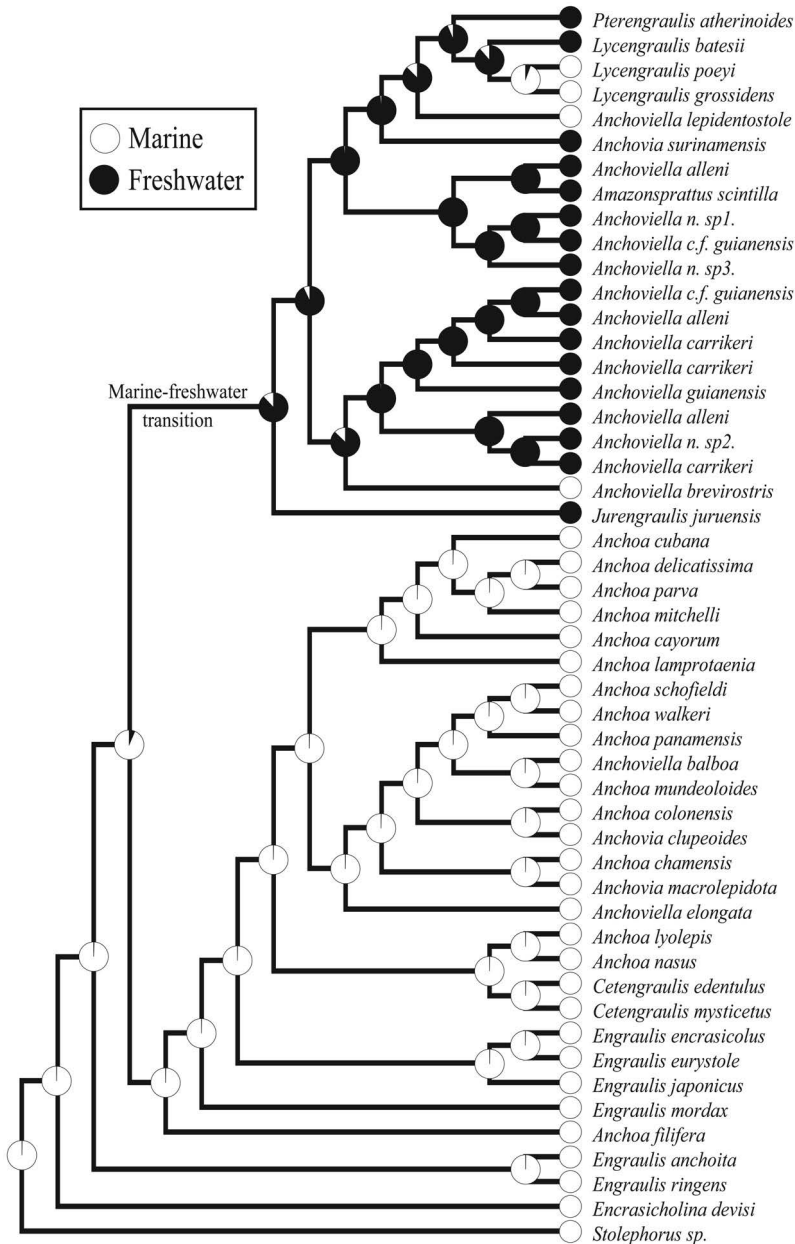 Marine
Freshwater
Marine-freshwater
transition
Pterengraulis atherinoides
Lycengraulis batesii
Lycengraulis poeyi
Lycengraulis grossidens
Anchoviella lepidentostole
Anchovia surinamensis
Anchoviella alleni
Amazonsprattus scintilla
Anchoviella n. sp1.
Anchoviella c.f. guianensis
Anchoviella n. sp3.
Anchoviella c.f. guianensis
Anchoviella alleni
Anchoviella carrikeri
Anchoviella carrikeri
Anchoviella guianensis
Anchoviella alleni
Anchoviella n. sp2.
Anchoviella carrikeri
Anchoviella brevirostris
Jurengraulis juruensis
Anchoa cubana
Anchoa delicatissima
Anchoa parva
Anchoa mitchelli
Anchoa cayorum
Anchoa lamprotaenia
Anchoa schofieldi
Anchoa walkeri
Anchoa panamensis
Anchoviella balboa
Anchoa mundeoloides
Anchoa colonensis
Anchovia clupeoides
Anchoa chamensis
Anchovia macrolepidota
Anchoviella elongata
Anchoa lyolepis
Anchoa nasus
Cetengraulis edentulus
Cetengraulis mysticetus
Engraulis encrasicolus
Engraulis eurystole
Engraulis japonicus
Engraulis mordax
Anchoa filifera
Engraulis anchoita
Engraulis ringens
Encrasicholina devisi
Stolephorus sp.